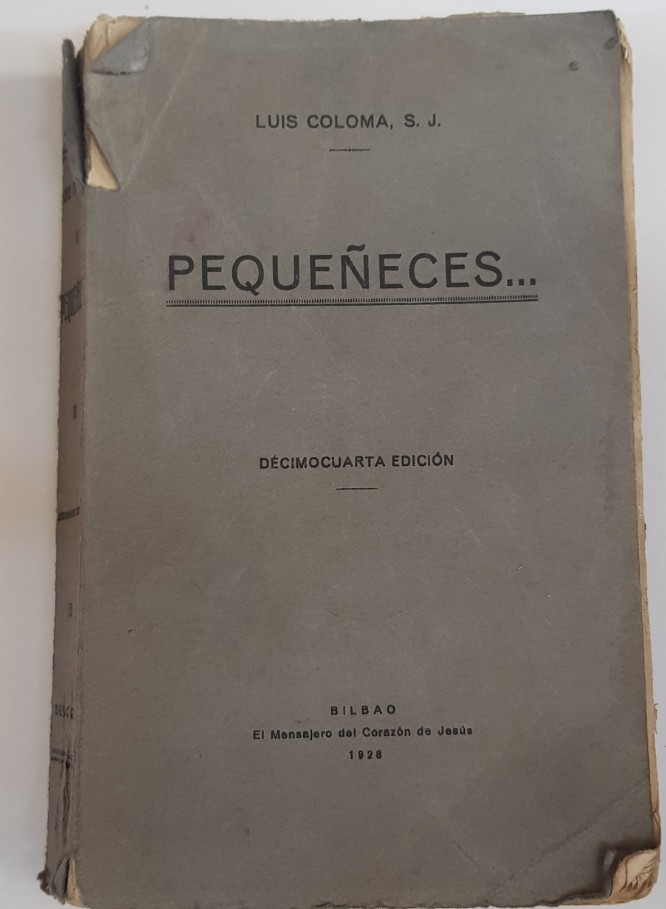 LUIS COLOMA, S. J.
PEQUEÑECES...
DÉCIMOCUARTA EDICIÓN
BILBAO
El Mensajero del Corazón de Jesús
1928